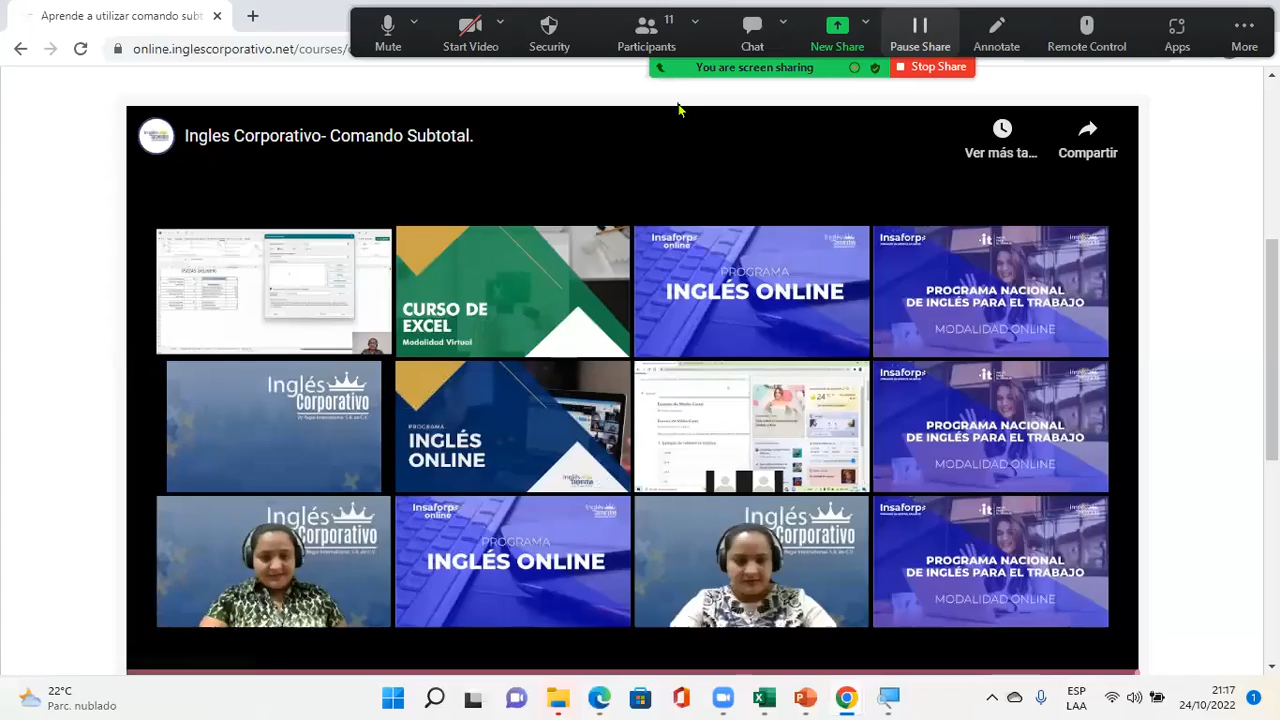 Aprende a utilizar comando subt
online.inglescorporativo.net/courses/
Mute
Start Video
Security
Participants
11
Chat
New Share
Pause Share
Annotate
Remote Control
Apps
More
You are screen sharing
Stop Share
Ingles Corporativo- Comando Subtotal.
Ver más ta...
Compartir
CURSO DE
EXCEL
Modalidad Virtual
Insaforp
online
PROGRAMA
INGLÉS ONLINE
Insaforp
PROGRAMA NACIONAL
DE INGLÉS PARA EL TRABAJO
MODALIDAD ONLINE
Inglés
Corporativo
PROGRAMA
INGLÉS
ONLINE
Insaforp
PROGRAMA NACIONAL
DE INGLÉS PARA EL TRABAJO
MODALIDAD ONLINE
Inglés
Corporativo
Insaforp
online
PROGRAMA
INGLÉS ONLINE
Inglés
Corporativo
Insaforp
PROGRAMA NACIONAL
DE INGLÉS PARA EL TRABAJO
MODALIDAD ONLINE
22°C
Parc. nublado
ESP
LAA
21:17
24/10/2022
1